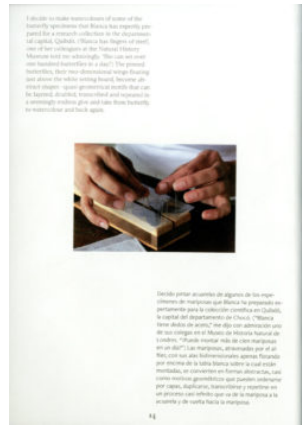 I decide to make watercolours of some of the
butterfly specimens that Blanca has expertly pre-
pared for a research collection in the departmen-
tal capital, Quibdó. ("Blanca has fingers of steel",
one of her colleagues at the Natural History
Museum told me admiringly. "She can set over
one hundred butterflies in a day!") The pinned
butterflies, their two-dimensional wings floating
just above the white setting-board, become ab-
stract shapes - quasi-geometrical motifs that can
be layered, doubled, transcribed and repeated in
a seemingly endless give and take from butterfly
to watercolour and back again.
Decido pintar acuarelas de algunos de los espe-
címenes de mariposas que Blanca ha preparado ex-
pertamente para la colección científica en Quibdó,
la capital del departamento de Chocó. ("Blanca
tiene dedos de acero," me dijo con admiración uno
de sus colegas en el Museo de Historia Natural de
Londres. "¡Puede montar más de cien mariposas
en un día!") Las mariposas, atravesadas por el al-
filer, con sus alas bidimensionales apenas flotando
por encima de la tabla blanca sobre la cual están
montadas, se convierten en formas abstractas, casi
como motivos geométricos que pueden ordenarse
por capas, duplicarse, transcribirse y repetirse en
un proceso casi infinito que va de la mariposa a la
acuarela y de vuelta hacia la mariposa.